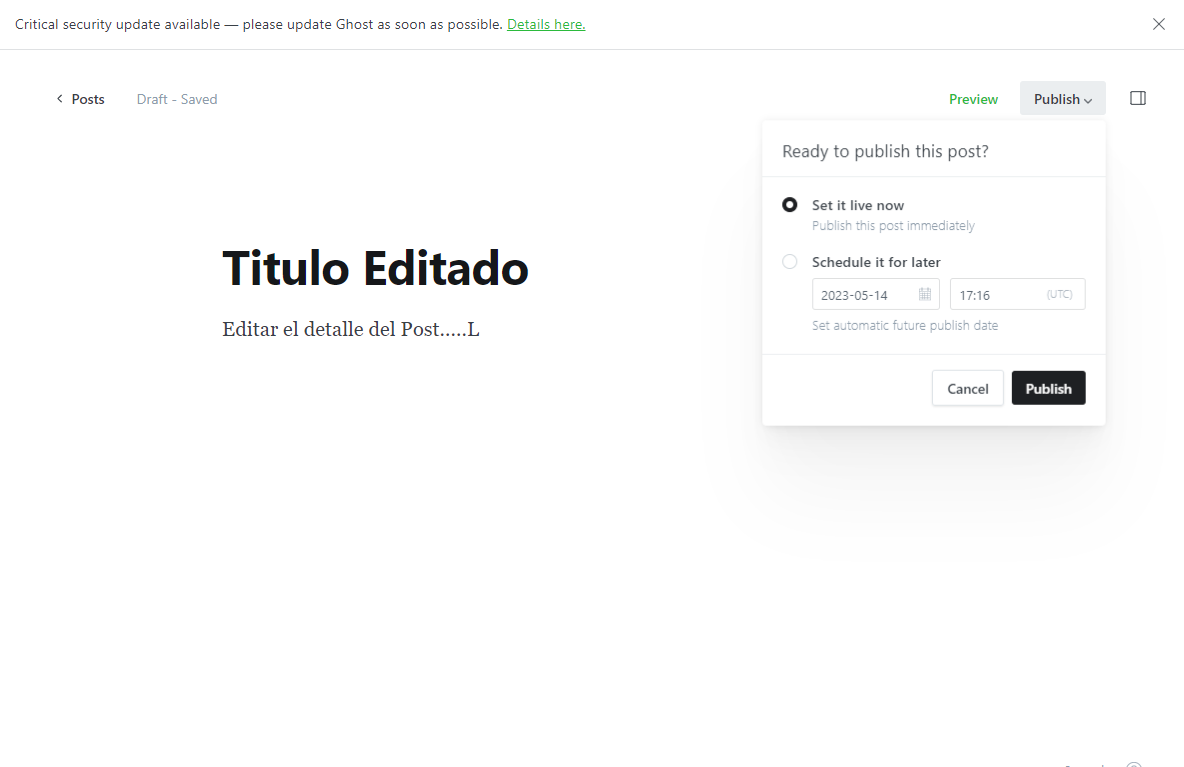 Critical security update available — please update Ghost as soon as possible. Details here.
Posts Draft - Saved Preview Publish
Ready to publish this post?
Set it live now
Publish this post immediately
Schedule it for later
2023-05-14 17:16 (UTC)
Set automatic future publish date
Cancel Publish
Titulo Editado
Editar el detalle del Post.....L